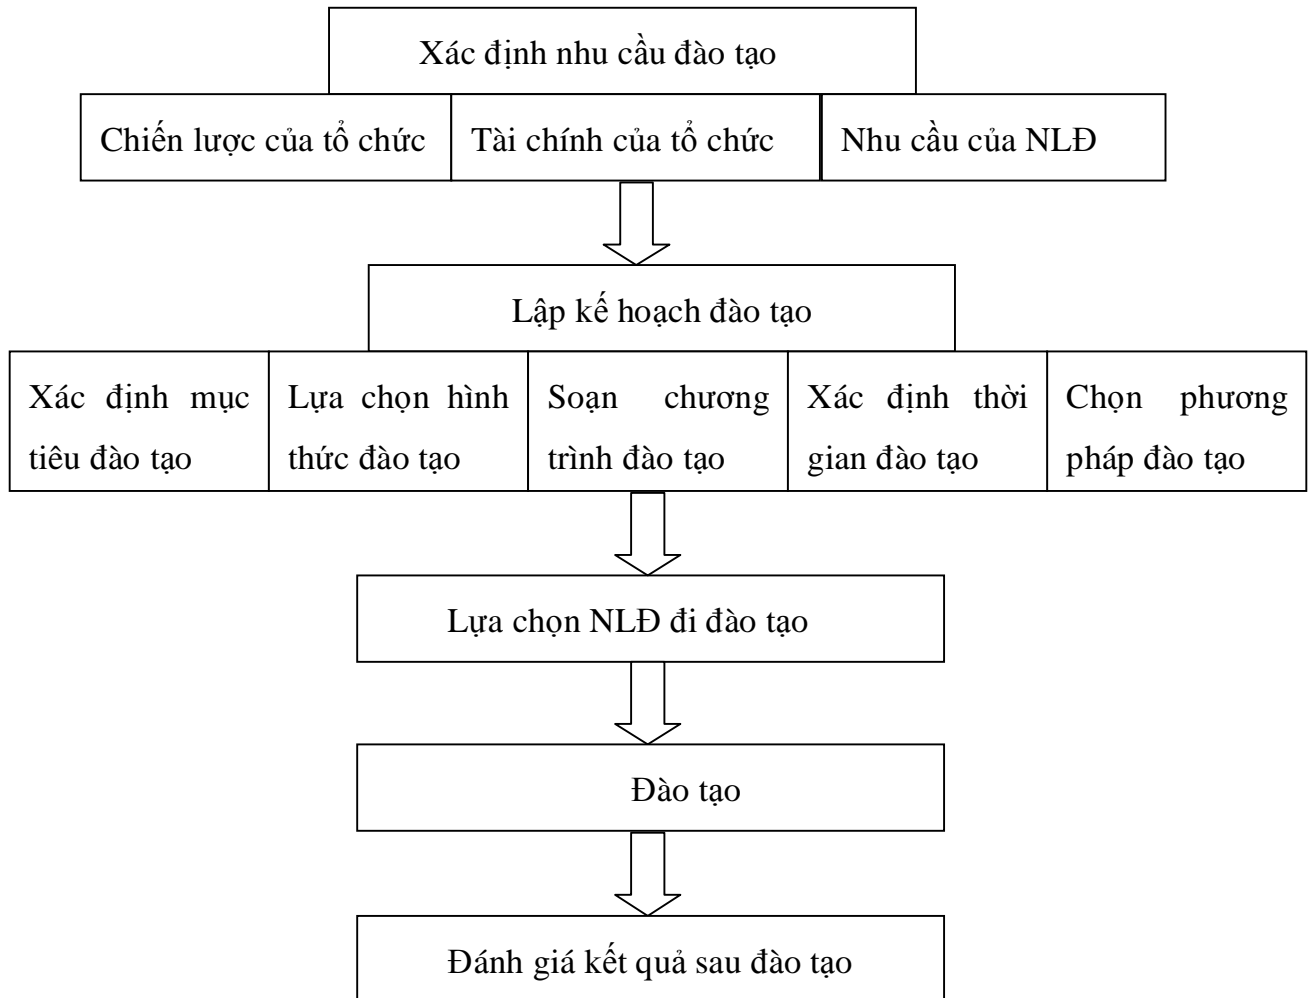 Xác định nhu cầu đào tạo
Chiến lược của tổ chức
Tài chính của tổ chức
Nhu cầu của NLĐ
Lập kế hoạch đào tạo
Xác định mục
tiêu đào tạo
Lựa chọn hình
thức đào tạo
Soạn chương
trình đào tạo
Xác định thời
gian đào tạo
Chọn phương
pháp đào tạo
Lựa chọn NLĐ đi đào tạo
Đào tạo
Đánh giá kết quả sau đào tạo